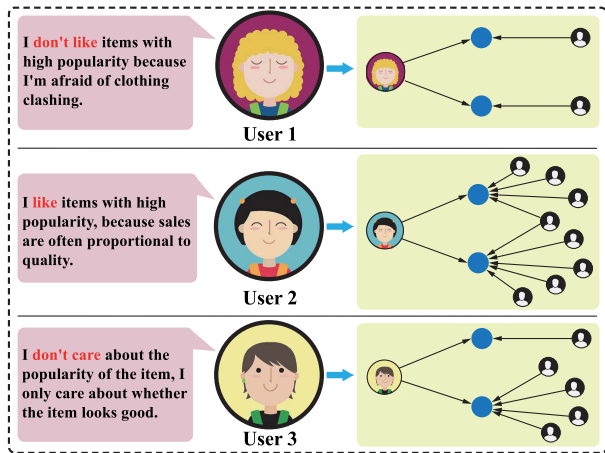 I don't like items with
high popularity because
I'm afraid of clothing
clashing.
User 1
I like items with high
popularity, because sales
are often proportional to
quality.
User 2
I don't care about the
popularity of the item, I
only care about whether
the item looks good.
User 3